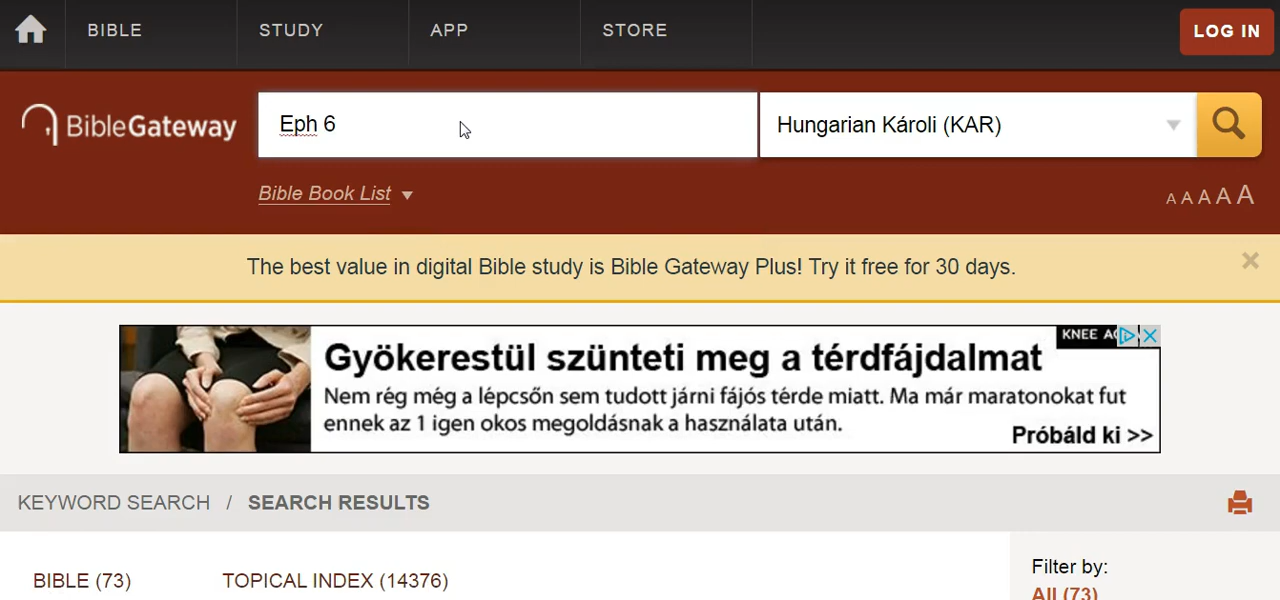 BIBLE STUDY APP STORE LOG IN
BibleGateway
Eph 6
Hungarian Károli (KAR)
Bible Book List
A A A A A
The best value in digital Bible study is Bible Gateway Plus! Try it free for 30 days.
Gyökerestül szünteti meg a térdfájdalmat
Nem rég még a lépcsőn sem tudott járni fájós térde miatt. Ma már maratonokat fut
ennek az 1 igen okos megoldásnak a használata után.
Próbáld ki >>
KNEE
KEYWORD SEARCH / SEARCH RESULTS
BIBLE (73) TOPICAL INDEX (14376)
Filter by:
All (73)